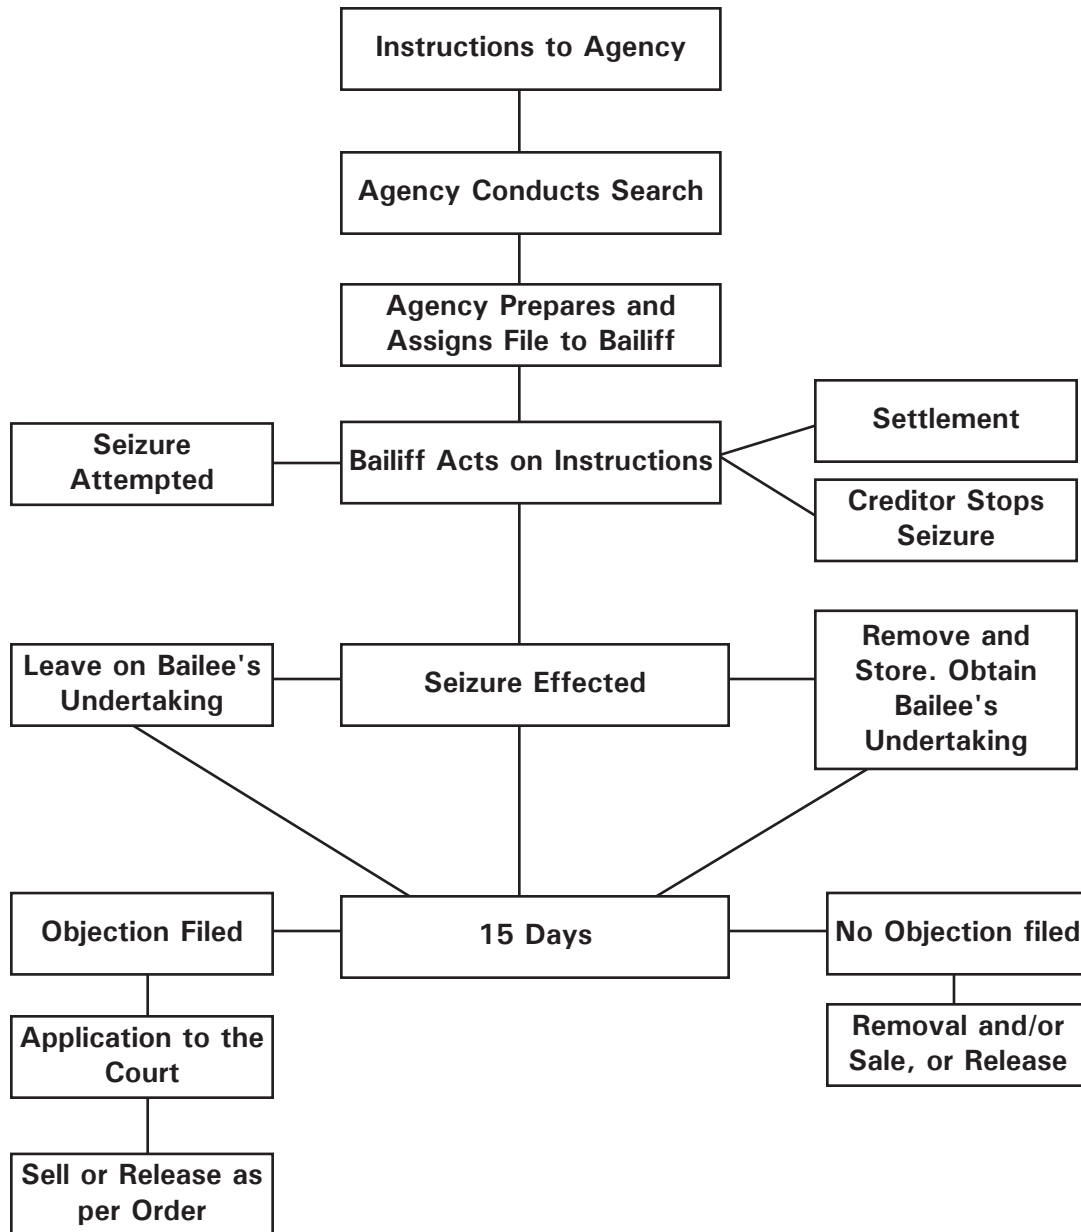 Instructions to Agency
Agency Conducts Search
Agency Prepares and
Assigns File to Bailiff
Seizure
Attempted
Bailiff Acts on Instructions
Settlement
Creditor Stops
Seizure
Leave on Bailee's
Undertaking
Seizure Effected
Remove and
Store. Obtain
Bailee's
Undertaking
Objection Filed
15 Days
No Objection filed
Application to the
Court
Removal and/or
Sale, or Release
Sell or Release as
per Order